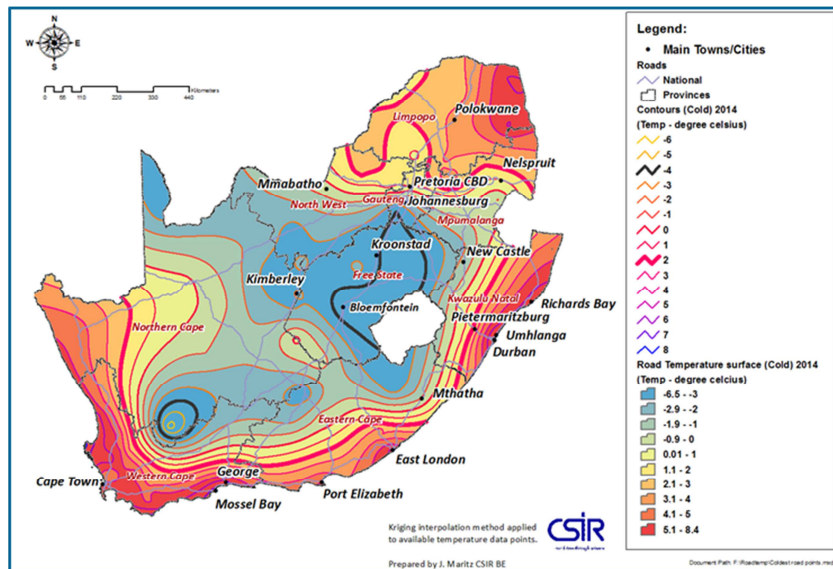 N
W
E
S
0 55 110 220 330 440
Kilometers
Legend:
Main Towns/Cities
Roads
National
Provinces
Contours (Cold) 2014
(Temp - degree celsius)
-6
-5
-4
-3
-2
-1
0
1
2
3
4
5
6
7
8
Road Temperature surface (Cold) 2014
(Temp - degree celcius)
-6.5 - -3
-2.9 - -2
-1.9 - -1
-0.9 - 0
0.01 - 1
1.1 - 2
2.1 - 3
3.1 - 4
4.1 - 5
5.1 - 8.4
Polokwane
Limpopo
Nelspruit
Mmabatho
Pretoria CBD
Gauteng
Johannesburg
North West
Mpumalanga
Kroonstad
New Castle
Kimberley
Free State
Kwazulu Natal
Richards Bay
Bloemfontein
Northern Cape
Pietermaritzburg
Umhlanga
Durban
Mthatha
Eastern Cape
East London
Western Cape
George
Cape Town
Port Elizabeth
Mossel Bay
Kriging interpolation method applied
to available temperature data points.
CSIR
Prepared by J. Maritz CSIR BE